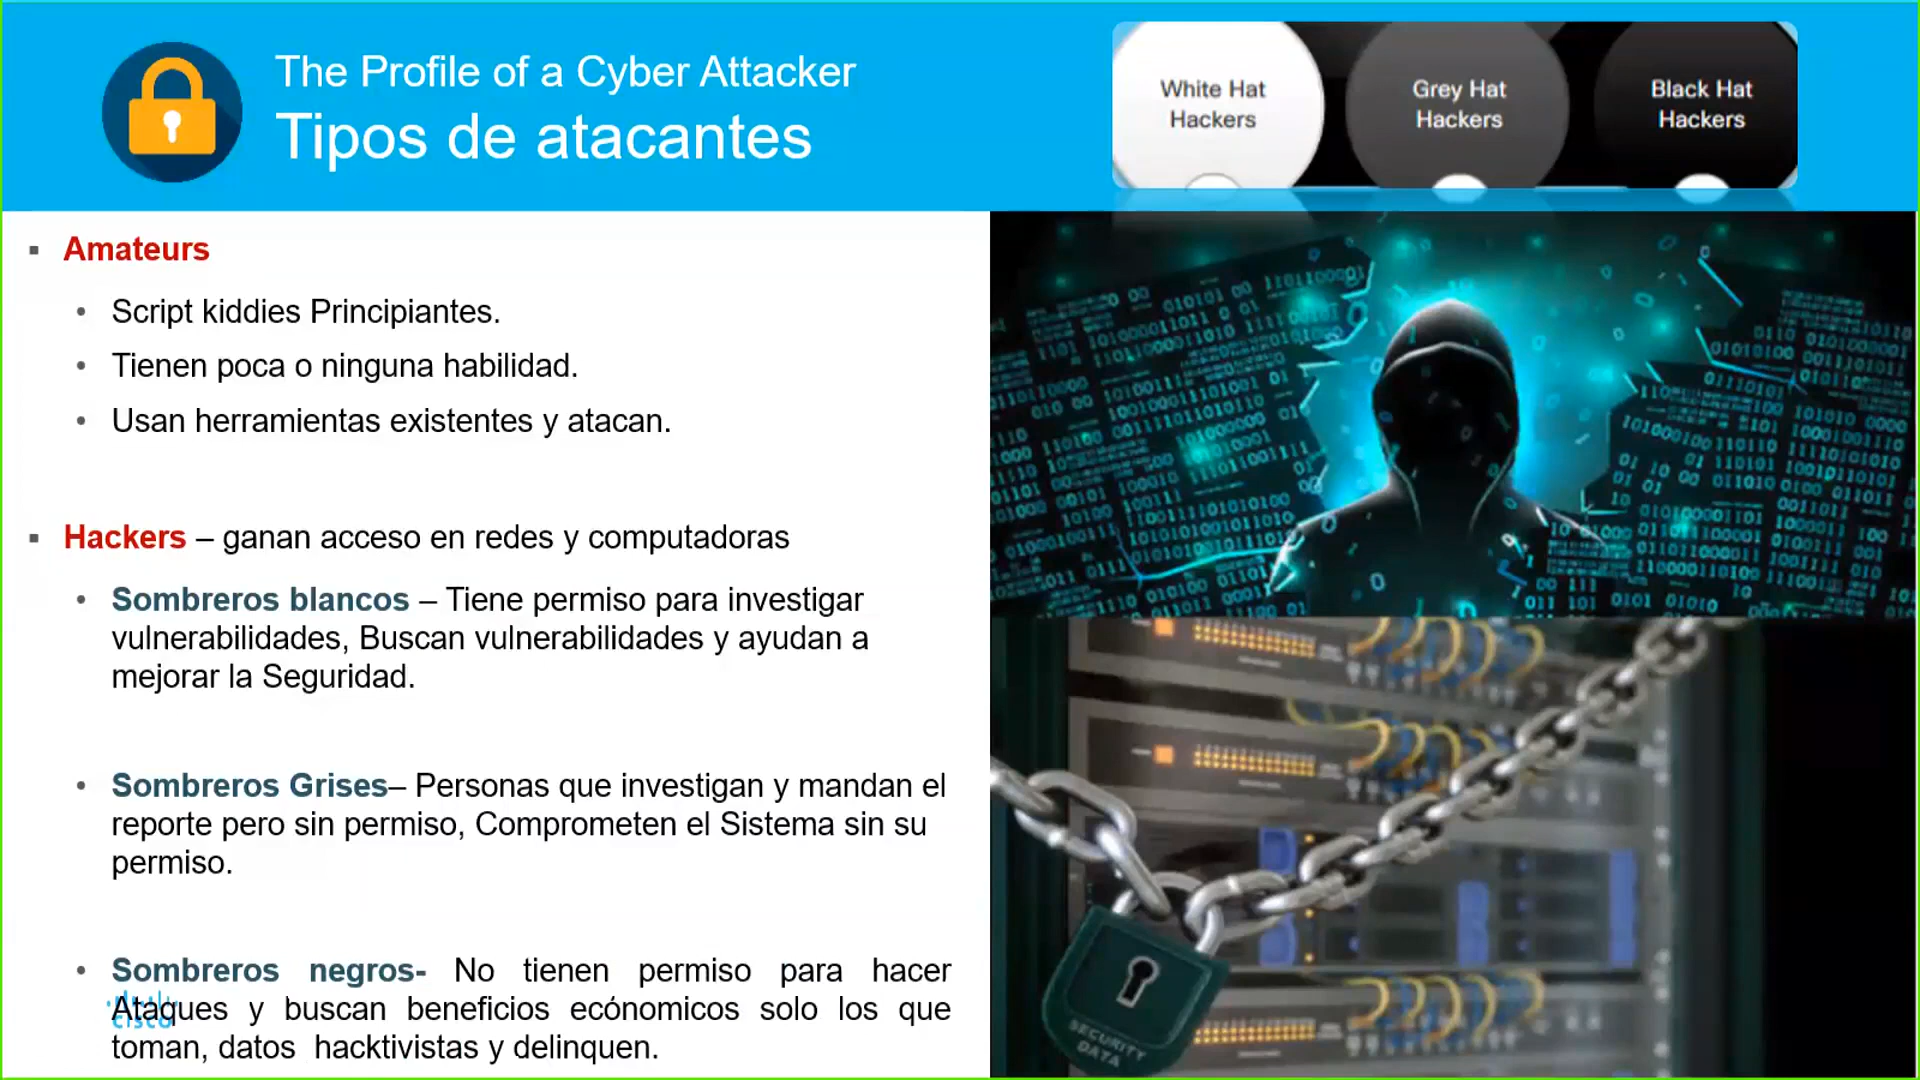 The Profile of a Cyber Attacker
Tipos de atacantes
White Hat
Hackers
Grey Hat
Hackers
Black Hat
Hackers
Amateurs
Script kiddies Principiantes.
Tienen poca o ninguna habilidad.
Usan herramientas existentes y atacan.
Hackers – ganan acceso en redes y computadoras
Sombreros blancos – Tiene permiso para investigar
vulnerabilidades, Buscan vulnerabilidades y ayudan a
mejorar la Seguridad.
Sombreros Grises– Personas que investigan y mandan el
reporte pero sin permiso, Comprometen el Sistema sin su
permiso.
Sombreros negros- No tienen permiso para hacer
Ataques y buscan beneficios ecónomicos solo los que
toman, datos hacktivistas y delinquen.
cisco
SECURITY
DATA